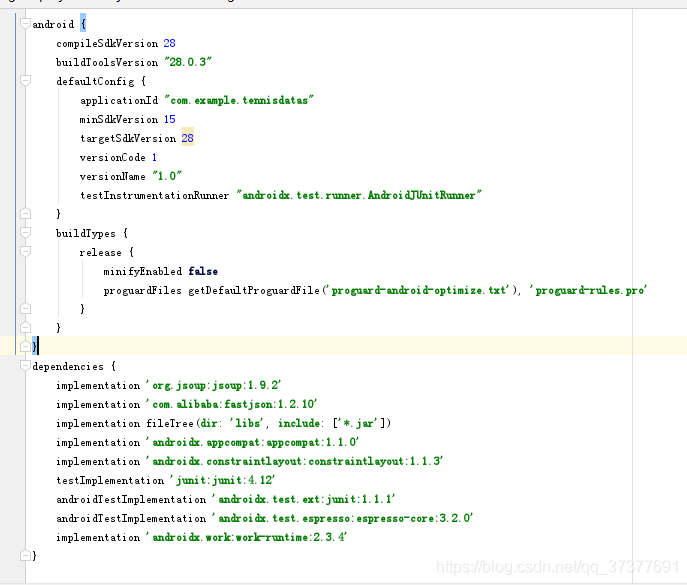 android {
compileSdkVersion 28
buildToolsVersion "28.0.3"
defaultConfig {
applicationId "com.example.tennisdatas"
minSdkVersion 15
targetSdkVersion 28
versionCode 1
versionName "1.0"
testInstrumentationRunner "androidx.test.runner.AndroidJUnitRunner"
}
buildTypes {
release {
minifyEnabled false
proguardFiles getDefaultProguardFile('proguard-android-optimize.txt'), 'proguard-rules.pro'
}
}
}
dependencies {
implementation 'org.jsoup:jsoup:1.9.2'
implementation 'com.alibaba:fastjson:1.2.10'
implementation fileTree(dir: 'libs', include: ['*.jar'])
implementation 'androidx.appcompat:appcompat:1.1.0'
implementation 'androidx.constraintlayout:constraintlayout:1.1.3'
testImplementation 'junit:junit:4.12'
androidTestImplementation 'androidx.test.ext:junit:1.1.1'
androidTestImplementation 'androidx.test.espresso:espresso-core:3.2.0'
implementation 'androidx.work:work-runtime:2.3.4'
}
https://blog.csdn.net/qq_37377691